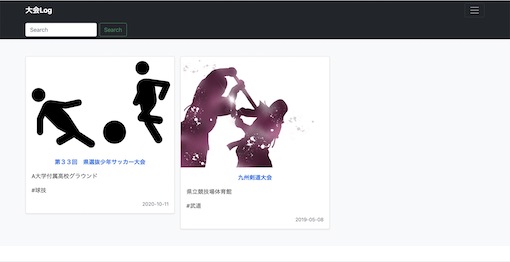 大会Log
Search
Search
第33回　県選抜少年サッカー大会
A大学付属高校グラウンド
#球技
2020-10-11
九州剣道大会
県立競技場体育館
#武道
2019-05-08